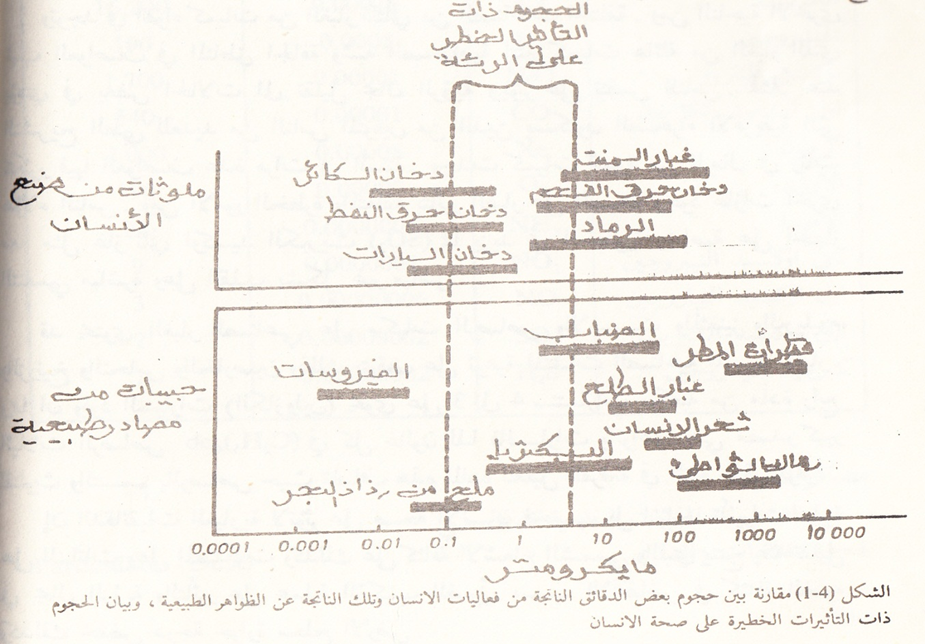 الحجوم ذات
التأثير الخطر
على الرئة
ملوثات من صنع
الأنسان
دخان السكائر
دخان حرق النفط
دخان السيارات
غبار السمنت
دخان حرق الفحم
الرماد
حبيبات من
مصادر طبيعية
الضباب
قطرات المطر
الفيروسات
غبار الطلع
شعر الانسان
البكتريا
رمال الشواطئ
ملح من رذاذ البحر
0.0001 0.001 0.01 0.1 1 10 100 1000 10 000
مايكرومتر
الشكل (4-1) مقارنة بين حجوم بعض الدقائق الناتجة من فعاليات الانسان وتلك الناتجة عن الظواهر الطبيعية ، وبيان الحجوم
ذات التأثيرات الخطيرة على صحة الانسان